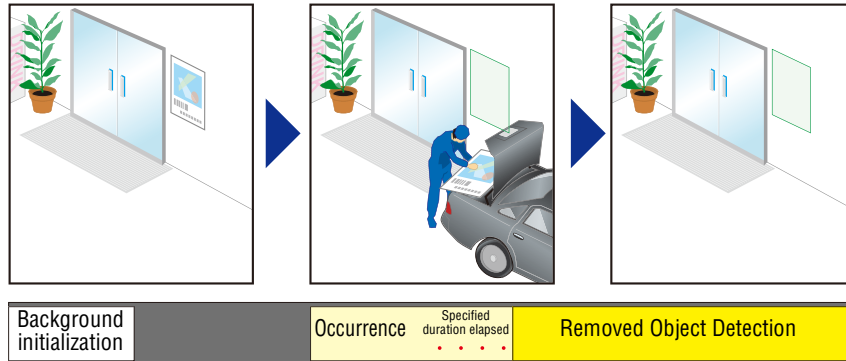 Background
initialization
Occurrence
Specified
duration elapsed
Removed Object Detection